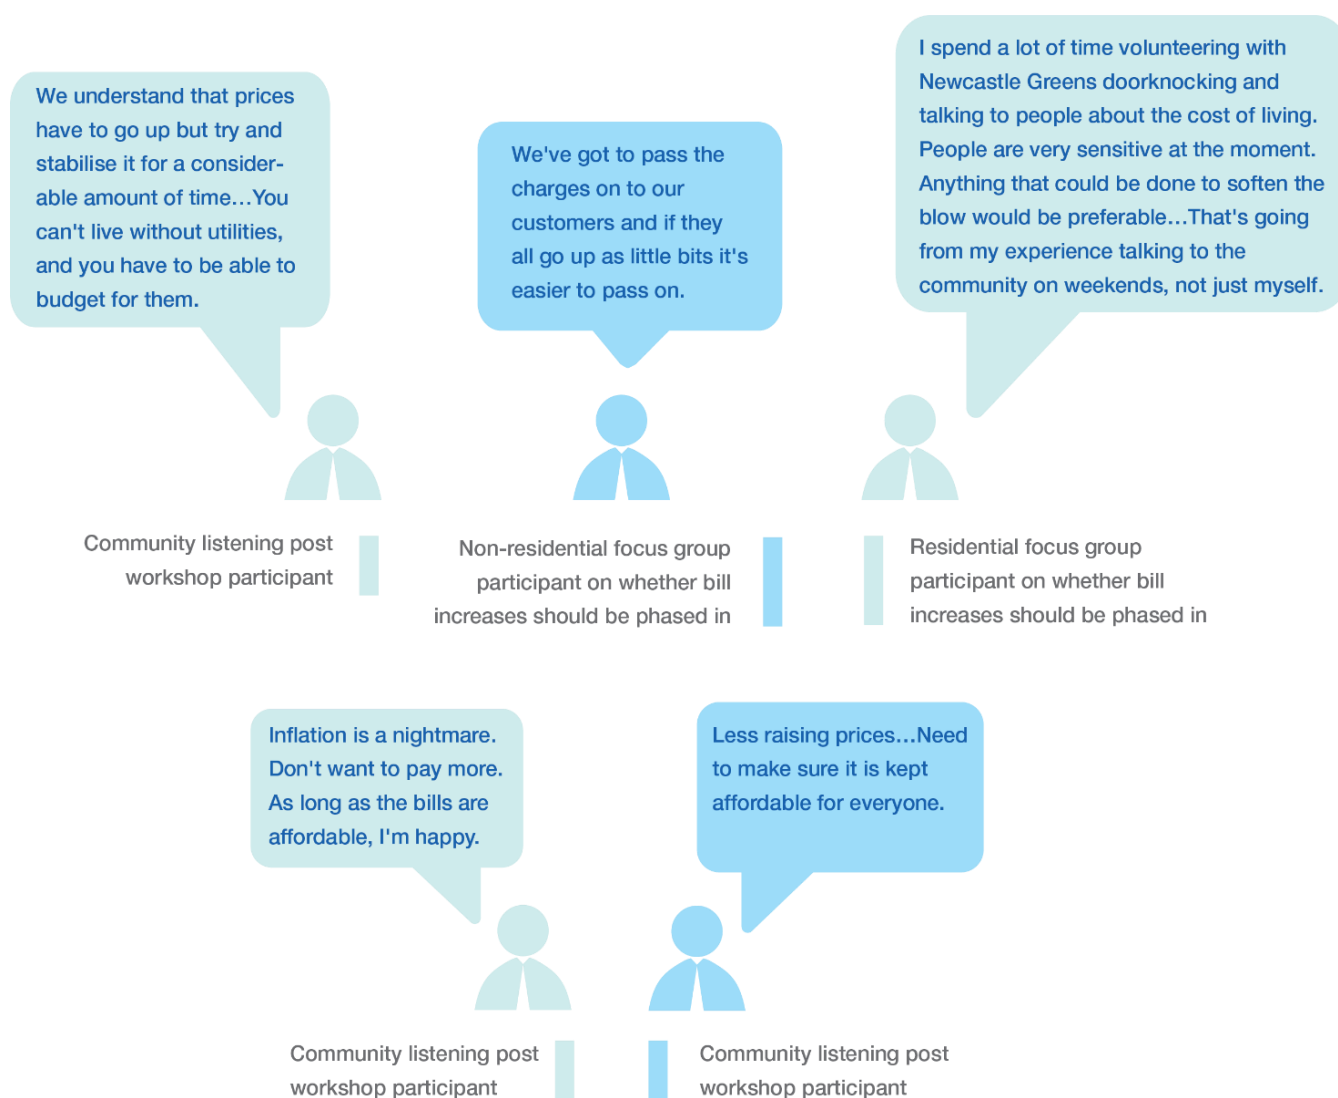 We understand that prices
have to go up but try and
stabilise it for a consider-
able amount of time...You
can't live without utilities,
and you have to be able to
budget for them.
We've got to pass the
charges on to our
customers and if they
all go up as little bits it's
easier to pass on.
I spend a lot of time volunteering with
Newcastle Greens doorknocking and
talking to people about the cost of living.
People are very sensitive at the moment.
Anything that could be done to soften the
blow would be preferable...That's going
from my experience talking to the
community on weekends, not just myself.
Community listening post
workshop participant
Non-residential focus group
participant on whether bill
increases should be phased in
Residential focus group
participant on whether bill
increases should be phased in
Inflation is a nightmare.
Don't want to pay more.
As long as the bills are
affordable, I'm happy.
Less raising prices...Need
to make sure it is kept
affordable for everyone.
Community listening post
workshop participant
Community listening post
workshop participant